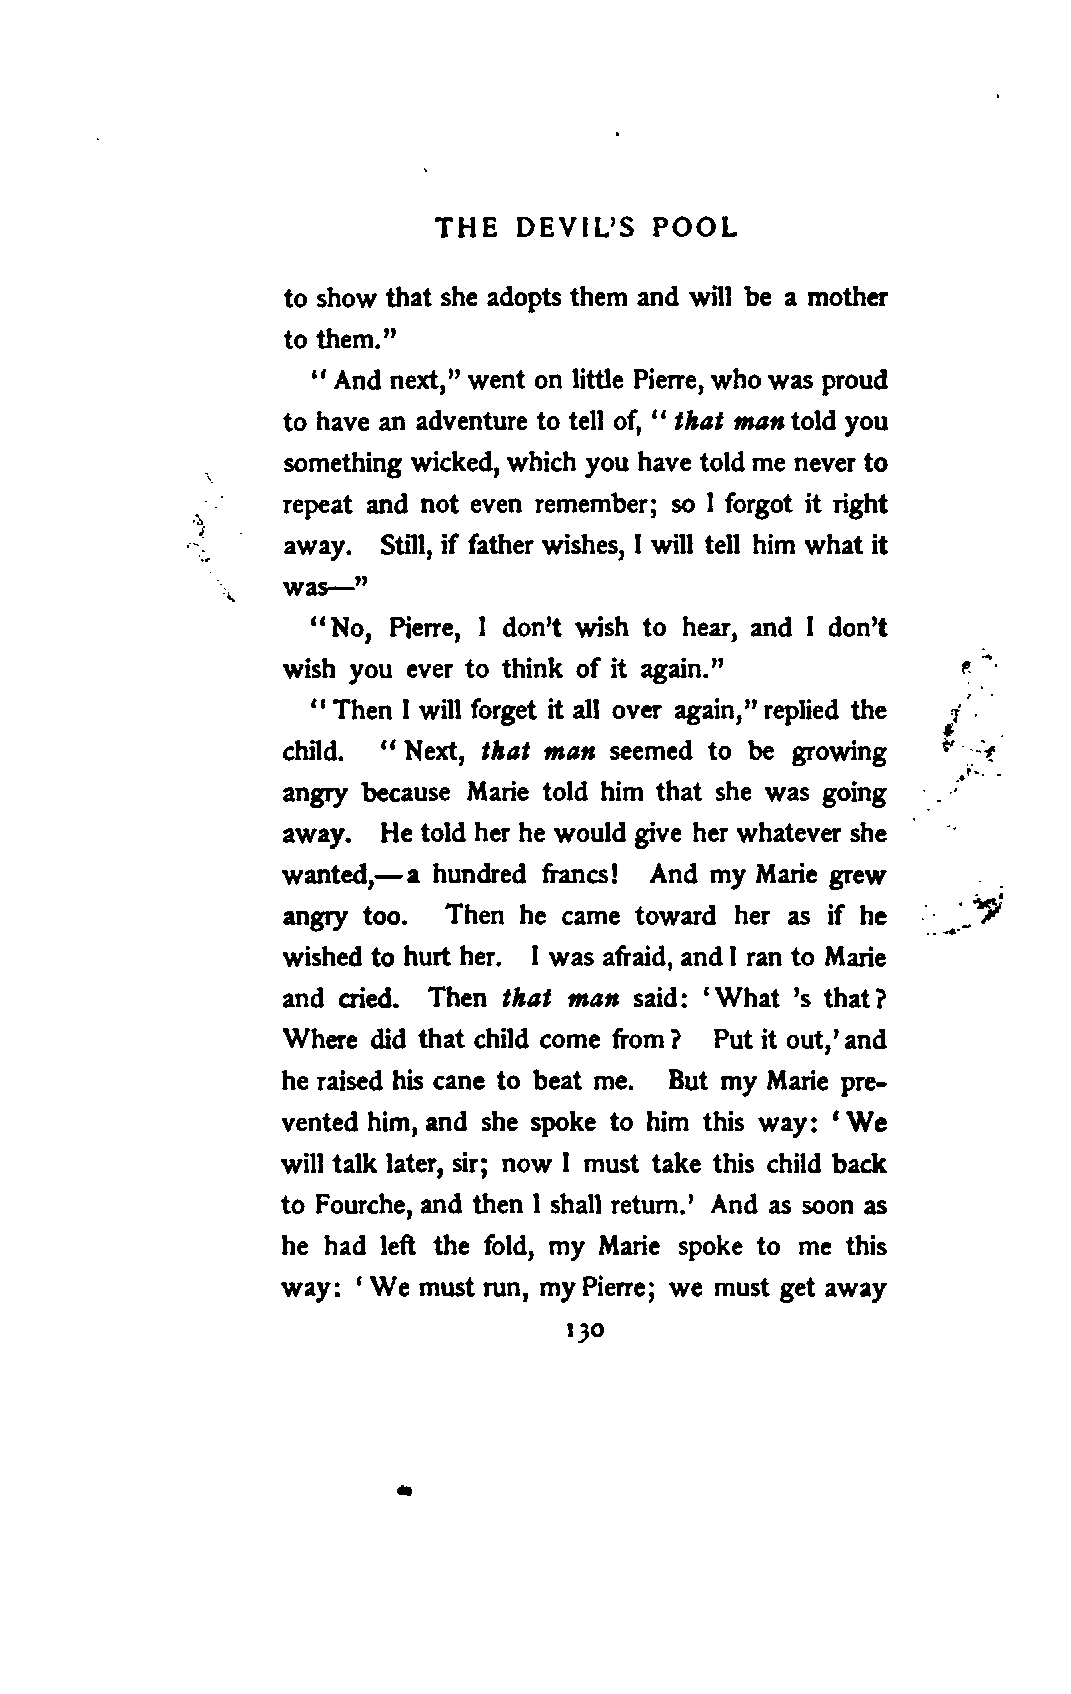 THE DEVIL'S POOL
to show that she adopts them and will be a mother
to them."
"And next," went on little Pierre, who was proud
to have an adventure to tell of, "that man told you
something wicked, which you have told me never to
repeat and not even remember; so I forgot it right
away. Still, if father wishes, I will tell him what it
was—"
"No, Pierre, I don't wish to hear, and I don't
wish you ever to think of it again."
"Then I will forget it all over again," replied the
child. "Next, that man seemed to be growing
angry because Marie told him that she was going
away. He told her he would give her whatever she
wanted,—a hundred francs! And my Marie grew
angry too. Then he came toward her as if he
wished to hurt her. I was afraid, and I ran to Marie
and cried. Then that man said: 'What 's that?
Where did that child come from? Put it out,' and
he raised his cane to beat me. But my Marie pre-
vented him, and she spoke to him this way: 'We
will talk later, sir; now I must take this child back
to Fourche, and then I shall return.' And as soon as
he had left the fold, my Marie spoke to me this
way: 'We must run, my Pierre; we must get away
130